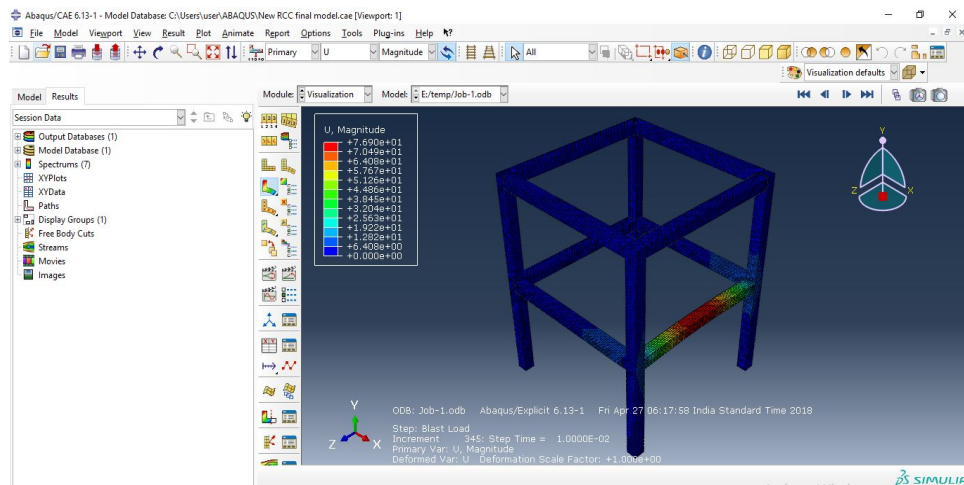 Abaqus/CAE 6.13-1 - Model Database: C:\Users\user\ABAQUS\New RCC final model.cae [Viewport: 1]
File Model Viewport View Result Plot Animate Report Options Tools Plug-ins Help
Primary U Magnitude All
Visualization defaults
Model Results
Module: Visualization Model: E:/temp/Job-1.odb
Session Data
Output Databases (1)
Model Database (1)
Spectrums (7)
XYPlots
XYData
Paths
Display Groups (1)
Free Body Cuts
Streams
Movies
Images
U, Magnitude
+7.690e+01
+7.049e+01
+6.408e+01
+5.767e+01
+5.126e+01
+4.486e+01
+3.845e+01
+3.204e+01
+2.563e+01
+1.922e+01
+1.282e+01
+6.408e+00
+0.000e+00
Y
Z X
Y
Z X
ODB: Job-1.odb Abaqus/Explicit 6.13-1 Fri Apr 27 06:17:58 India Standard Time 2018
Step: Blast Load
Increment 345: Step Time = 1.0000E-02
Primary Var: U, Magnitude
Deformed Var: U Deformation Scale Factor: +1.000e+00
SIMULIA